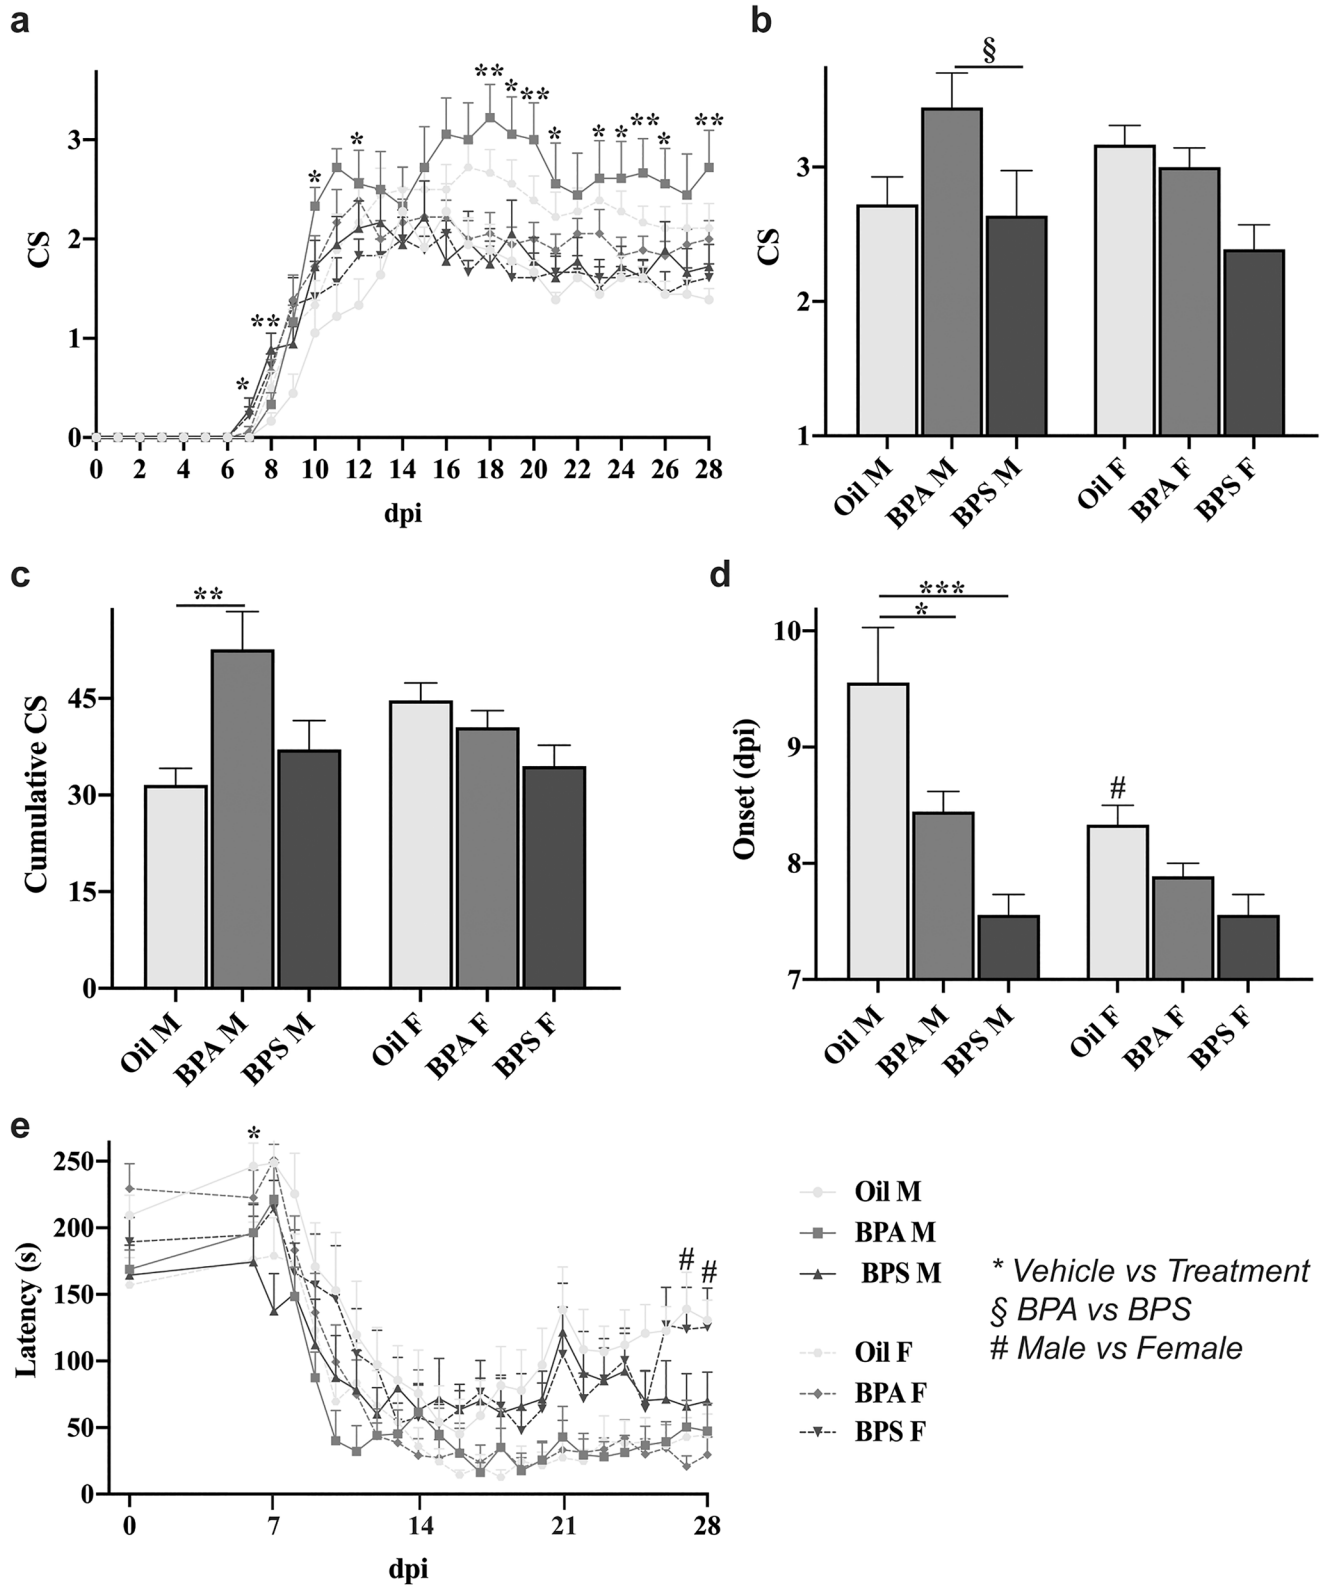 a
CS
3
2
1
0
0 2 4 6 8 10 12 14 16 18 20 22 24 26 28
dpi
* ** * * ** * ** * * * ** * **
b
§
CS
3
2
1
Oil M BPA M BPS M Oil F BPA F BPS F
c
**
Cumulative CS
45
30
15
0
Oil M BPA M BPS M Oil F BPA F BPS F
d
***
*
#
Onset (dpi)
10
9
8
7
Oil M BPA M BPS M Oil F BPA F BPS F
e
*
# #
Latency (s)
250
200
150
100
50
0
0 7 14 21 28
dpi
Oil M
BPA M
BPS M
Oil F
BPA F
BPS F
* Vehicle vs Treatment
§ BPA vs BPS
# Male vs Female